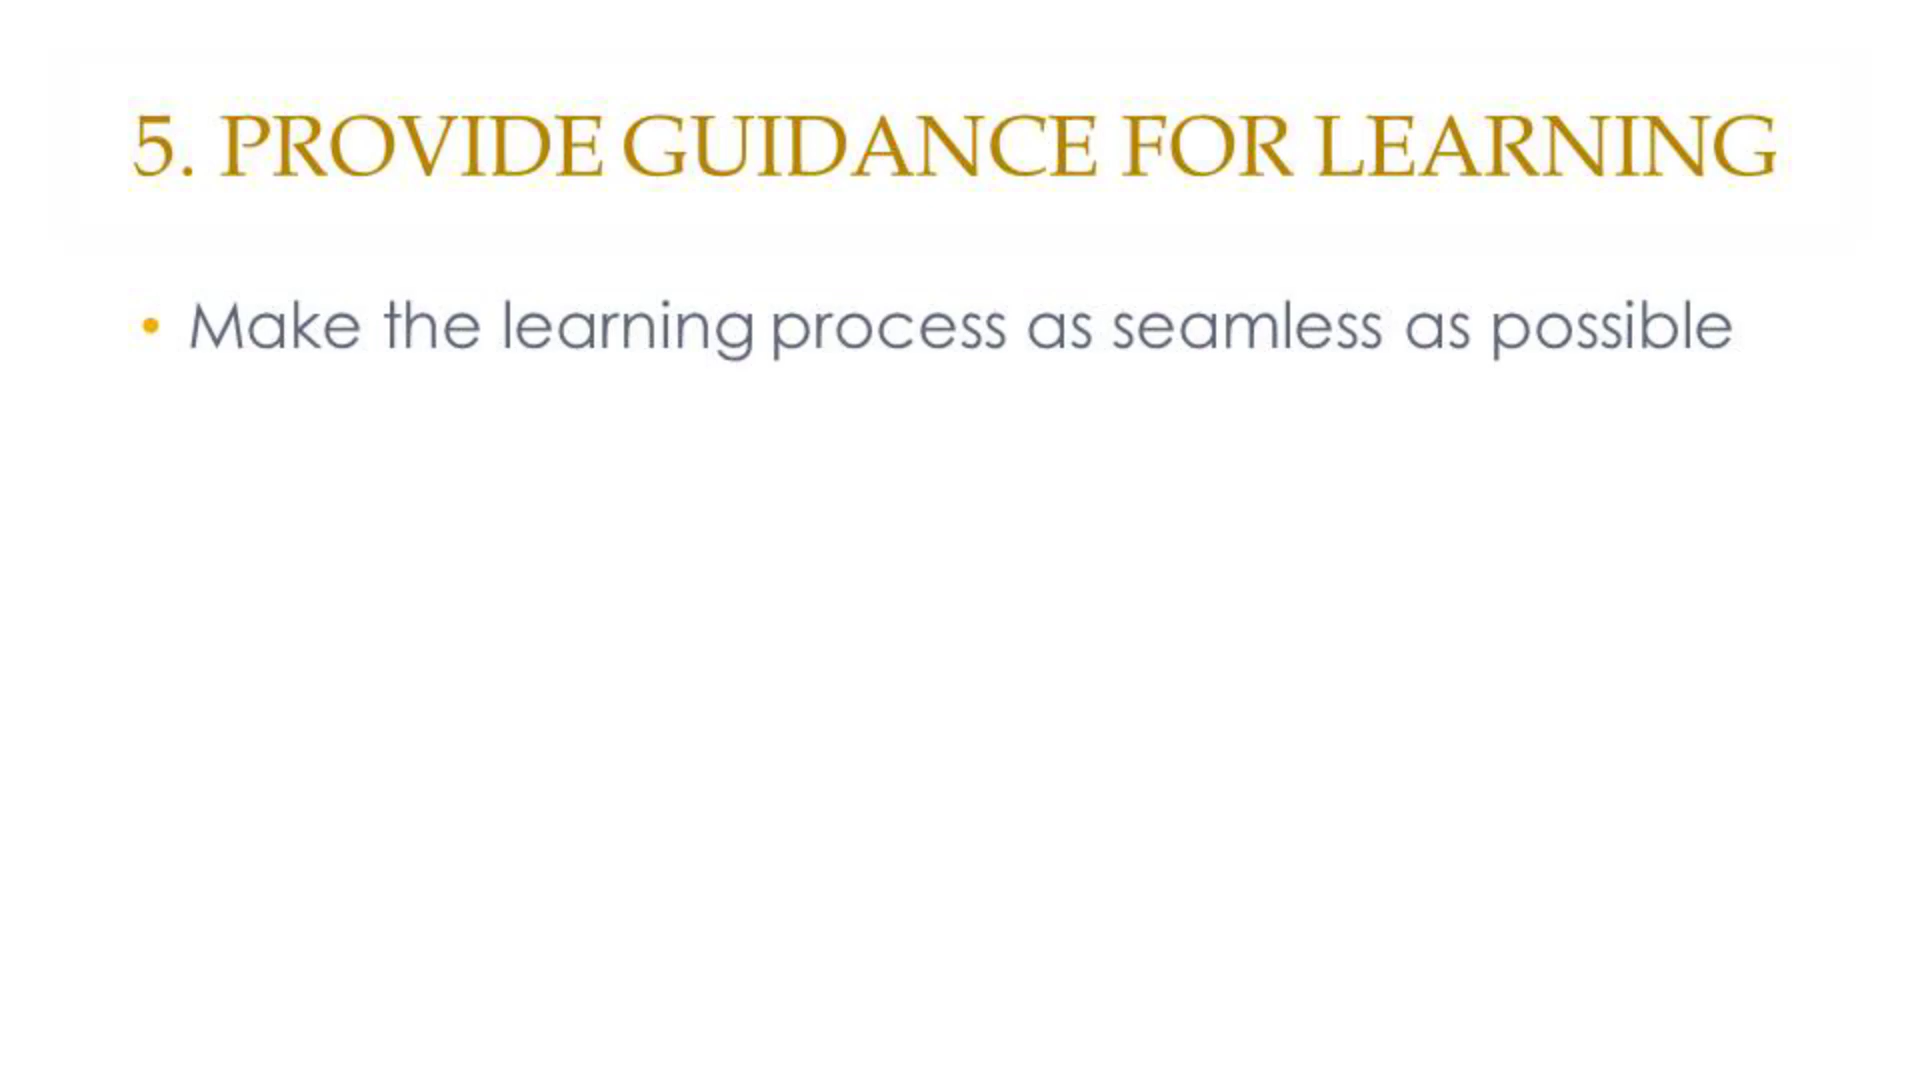 5. PROVIDE GUIDANCE FOR LEARNING
• Make the learning process as seamless as possible